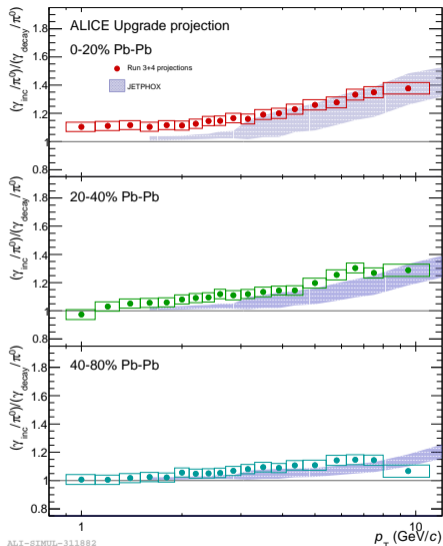 ALICE Upgrade projection
0-20% Pb-Pb
Run 3+4 projections
JETPHOX
(γinc/π⁰)/(γdecay/π⁰)
1.8
1.6
1.4
1.2
1
0.8
20-40% Pb-Pb
(γinc/π⁰)/(γdecay/π⁰)
1.8
1.6
1.4
1.2
1
0.8
40-80% Pb-Pb
(γinc/π⁰)/(γdecay/π⁰)
1.8
1.6
1.4
1.2
1
0.8
1
10
pT (GeV/c)
ALI-SIMUL-311882